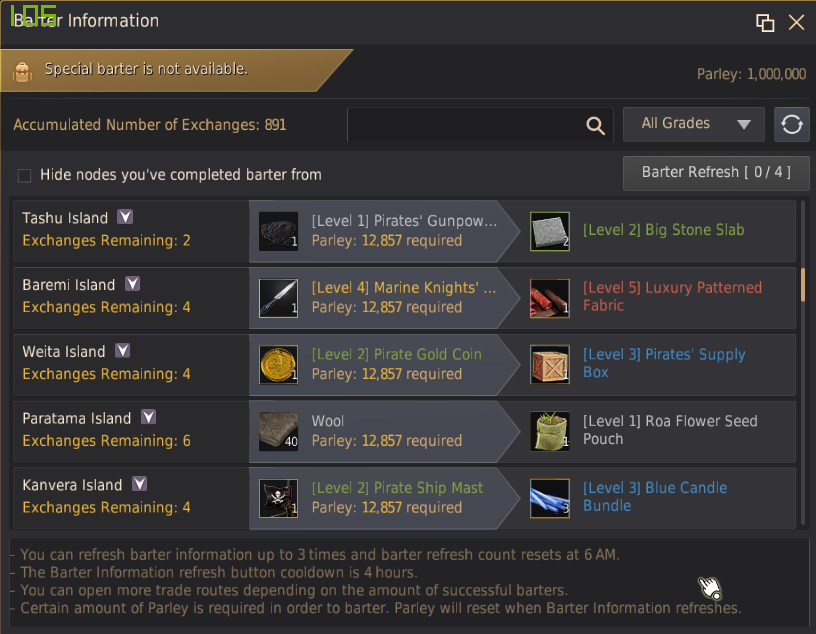 LOS
Barter Information
Special barter is not available.
Parley: 1,000,000
Accumulated Number of Exchanges: 891
All Grades
Hide nodes you've completed barter from
Barter Refresh [ 0 / 4 ]
Tashu Island
Exchanges Remaining: 2
[Level 1] Pirates' Gunpow...
Parley: 12,857 required
1
[Level 2] Big Stone Slab
2
Baremi Island
Exchanges Remaining: 4
[Level 4] Marine Knights' ...
Parley: 12,857 required
1
[Level 5] Luxury Patterned
Fabric
1
Weita Island
Exchanges Remaining: 4
[Level 2] Pirate Gold Coin
Parley: 12,857 required
1
[Level 3] Pirates' Supply
Box
1
Paratama Island
Exchanges Remaining: 6
Wool
Parley: 12,857 required
40
[Level 1] Roa Flower Seed
Pouch
1
Kanvera Island
Exchanges Remaining: 4
[Level 2] Pirate Ship Mast
Parley: 12,857 required
1
[Level 3] Blue Candle
Bundle
3
- You can refresh barter information up to 3 times and barter refresh count resets at 6 AM.
- The Barter Information refresh button cooldown is 4 hours.
- You can open more trade routes depending on the amount of successful barters.
- Certain amount of Parley is required in order to barter. Parley will reset when Barter Information refreshes.